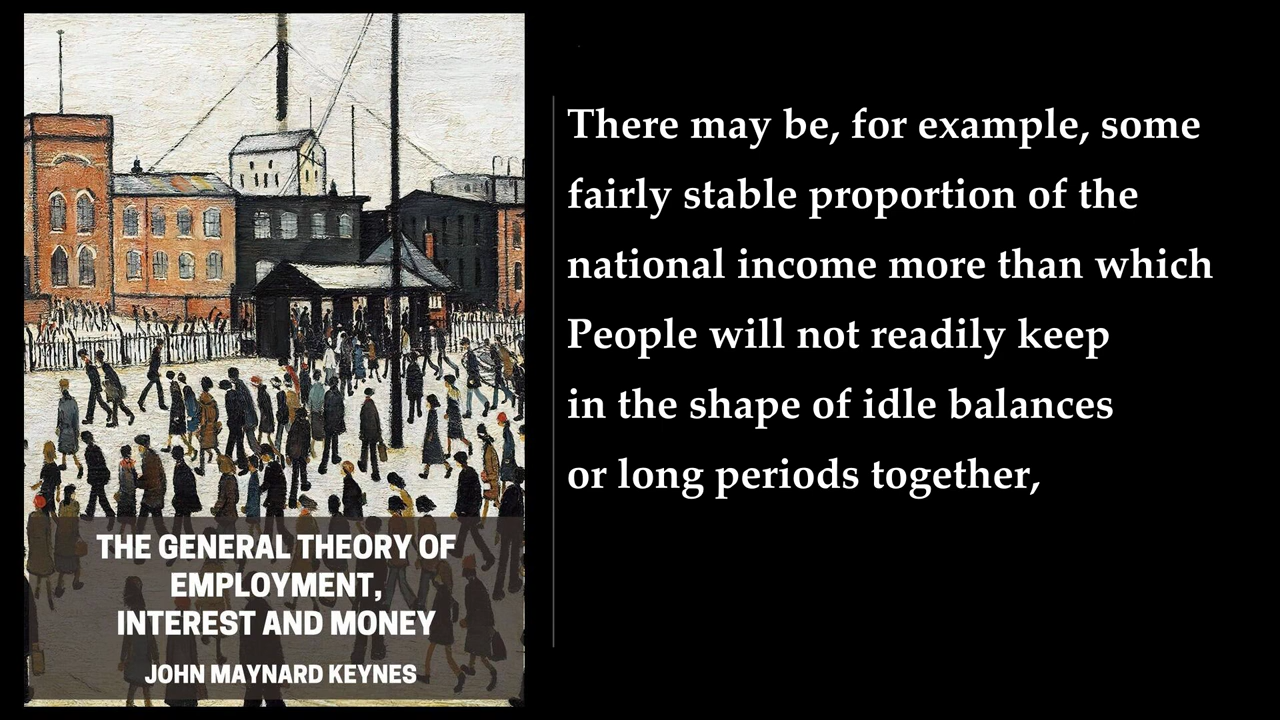 There may be, for example, some
fairly stable proportion of the
national income more than which
People will not readily keep
in the shape of idle balances
or long periods together,
THE GENERAL THEORY OF
EMPLOYMENT,
INTEREST AND MONEY
JOHN MAYNARD KEYNES